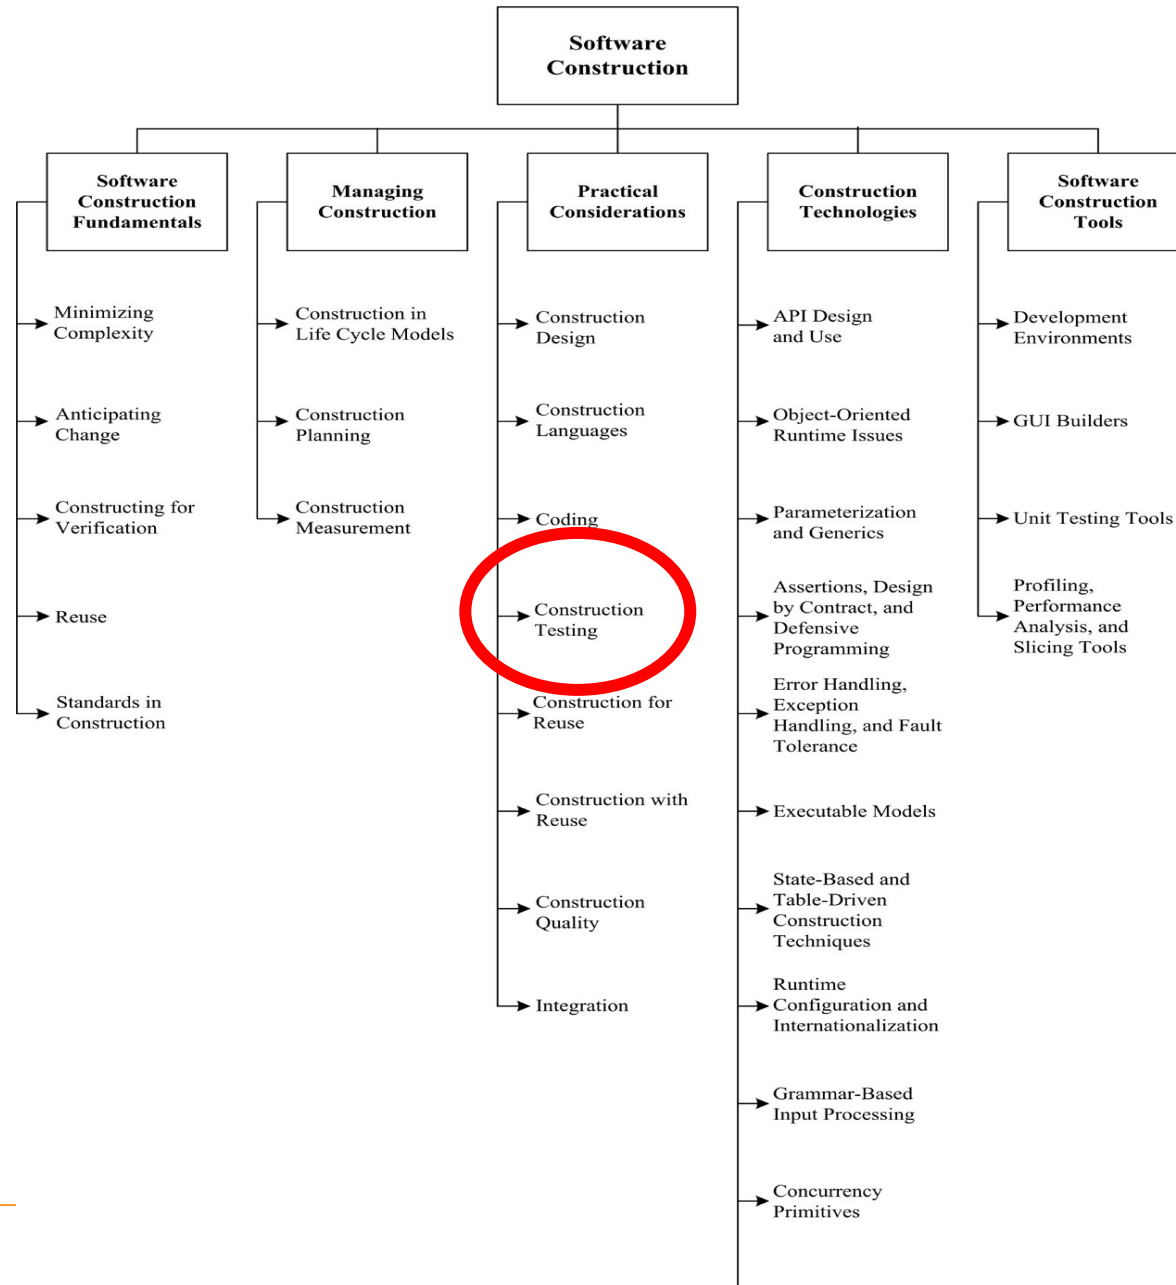 Software
Construction
Software
Construction
Fundamentals
Minimizing
Complexity
Anticipating
Change
Constructing for
Verification
Reuse
Standards in
Construction
Managing
Construction
Construction in
Life Cycle Models
Construction
Planning
Construction
Measurement
Practical
Considerations
Construction
Design
Construction
Languages
Coding
Construction
Testing
Construction for
Reuse
Construction with
Reuse
Construction
Quality
Integration
Construction
Technologies
API Design
and Use
Object-Oriented
Runtime Issues
Parameterization
and Generics
Assertions, Design
by Contract, and
Defensive
Programming
Error Handling,
Exception
Handling, and Fault
Tolerance
Executable Models
State-Based and
Table-Driven
Construction
Techniques
Runtime
Configuration and
Internationalization
Grammar-Based
Input Processing
Concurrency
Primitives
Software
Construction
Tools
Development
Environments
GUI Builders
Unit Testing Tools
Profiling,
Performance
Analysis, and
Slicing Tools